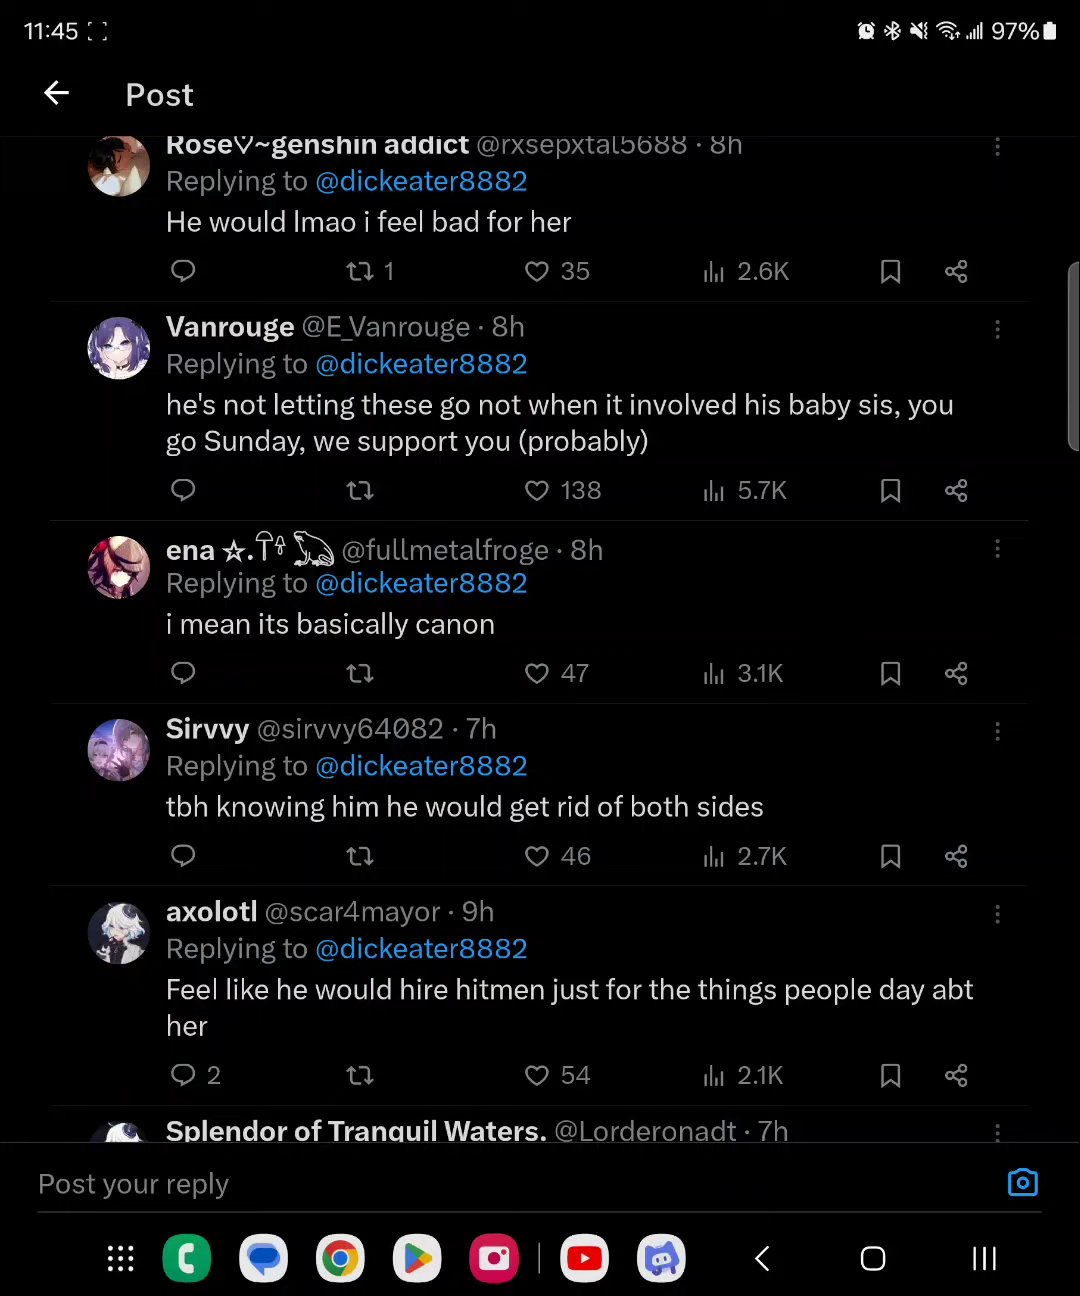 11:45
97%
Post
Rose♡~genshin addict @rxsepxtal5688 · 8h
Replying to @dickeater8882
He would lmao i feel bad for her
1 35 2.6K
Vanrouge @E_Vanrouge · 8h
Replying to @dickeater8882
he's not letting these go not when it involved his baby sis, you
go Sunday, we support you (probably)
138 5.7K
ena ☆.𓋼𓍊 𓆏 @fullmetalfroge · 8h
Replying to @dickeater8882
i mean its basically canon
47 3.1K
Sirvvy @sirvvy64082 · 7h
Replying to @dickeater8882
tbh knowing him he would get rid of both sides
46 2.7K
axolotl @scar4mayor · 9h
Replying to @dickeater8882
Feel like he would hire hitmen just for the things people day abt
her
2 54 2.1K
Splendor of Tranquil Waters. @Lorderonadt · 7h
Post your reply